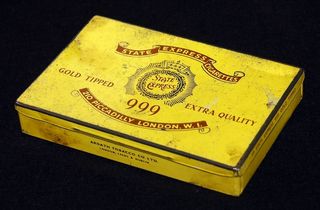 STATE EXPRESS CIGARETTES
GOLD TIPPED
STATE
EXPRESS
999
EXTRA QUALITY
210, PICCADILLY LONDON, W.1.
ARDATH TOBACCO CO LTD